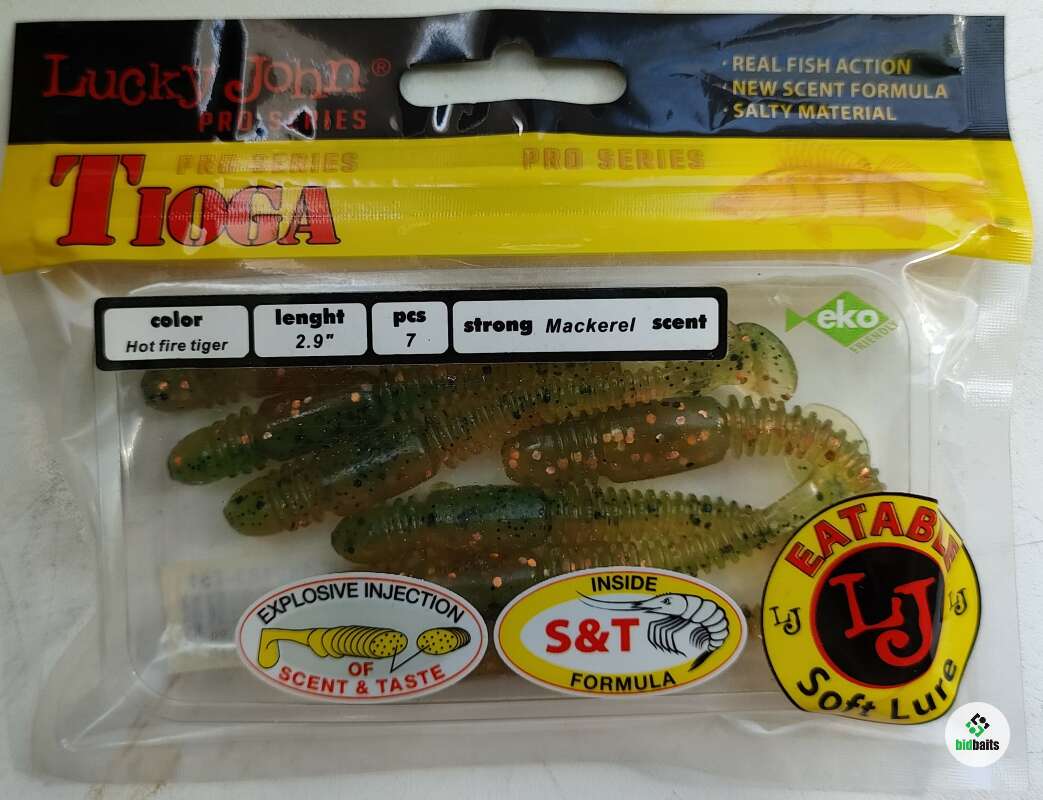 Lucky John®
PRO SERIES
· REAL FISH ACTION
· NEW SCENT FORMULA
· SALTY MATERIAL
PRO SERIES
PRO SERIES
TIOGA
color
Hot fire tiger
lenght
2.9"
pcs
7
strong Mackerel scent
eko
FRIENDLY
EXPLOSIVE INJECTION
OF
SCENT & TASTE
INSIDE
S&T
FORMULA
EATABLE
LJ
LJ
LJ
Soft Lure
bidbaits